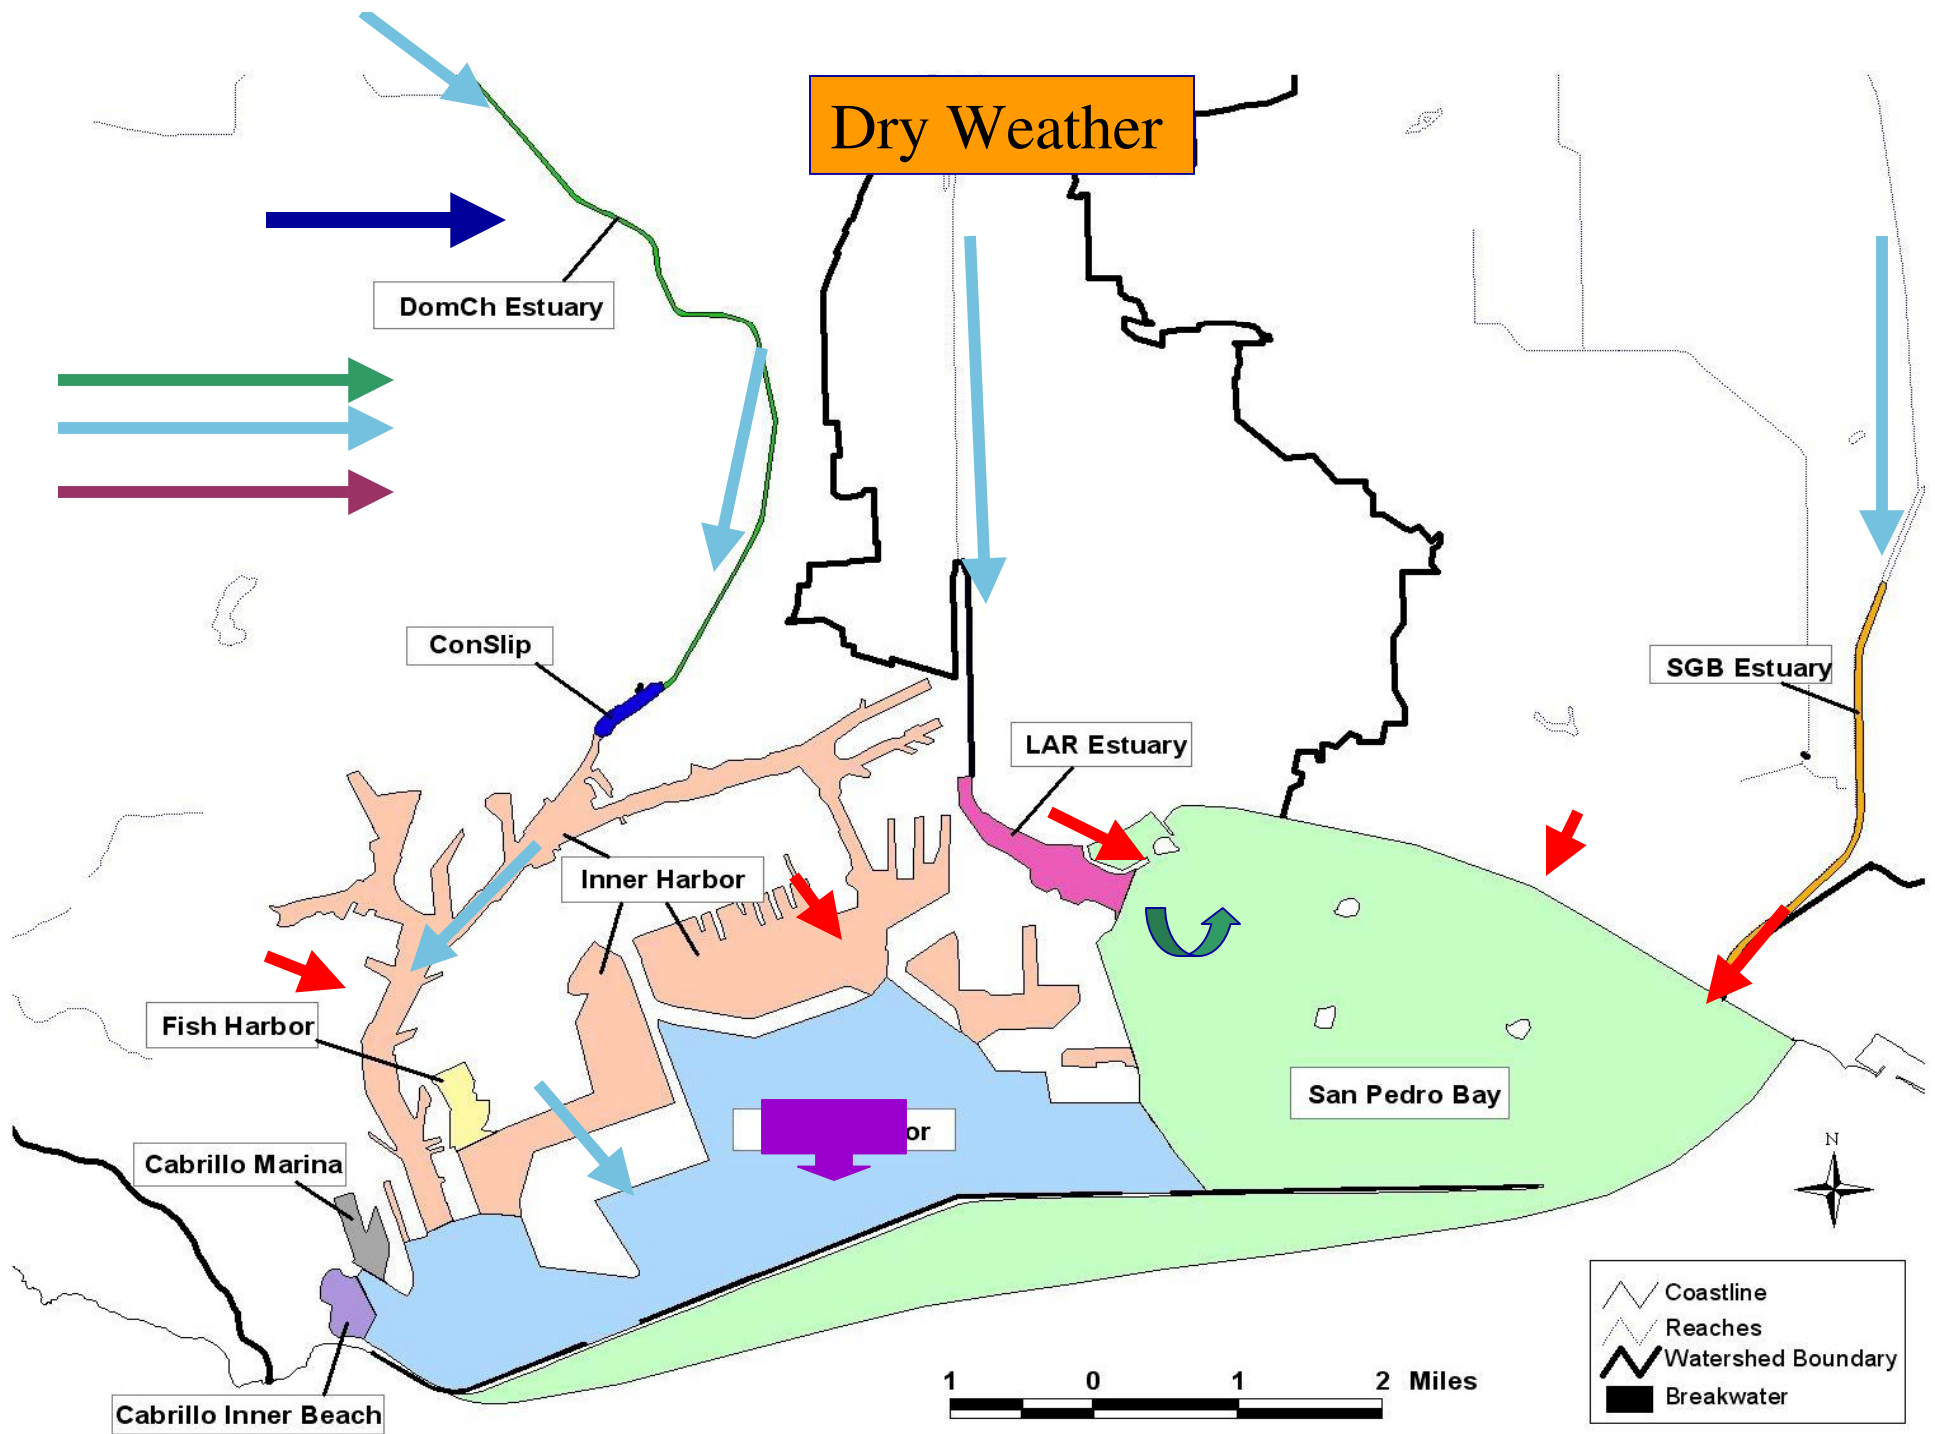 Dry Weather
DomCh Estuary
ConSlip
SGB Estuary
LAR Estuary
Inner Harbor
Fish Harbor
San Pedro Bay
or
Cabrillo Marina
N
Cabrillo Inner Beach
1 0 1 2 Miles
Coastline
Reaches
Watershed Boundary
Breakwater